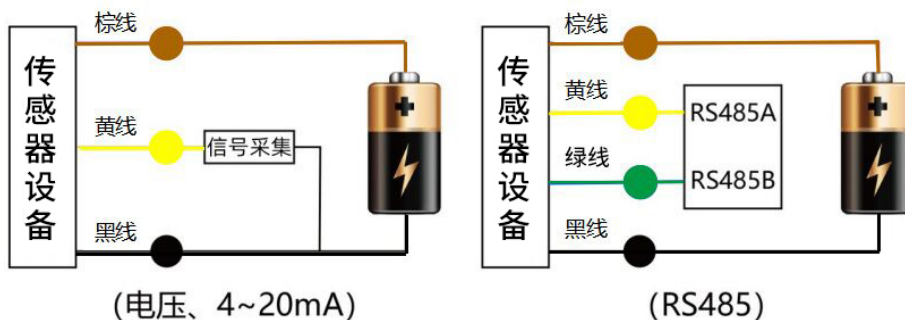 棕线
传感器设备
黄线
信号采集
黑线
(电压、4~20mA)
棕线
传感器设备
黄线
RS485A
绿线
RS485B
黑线
(RS485)